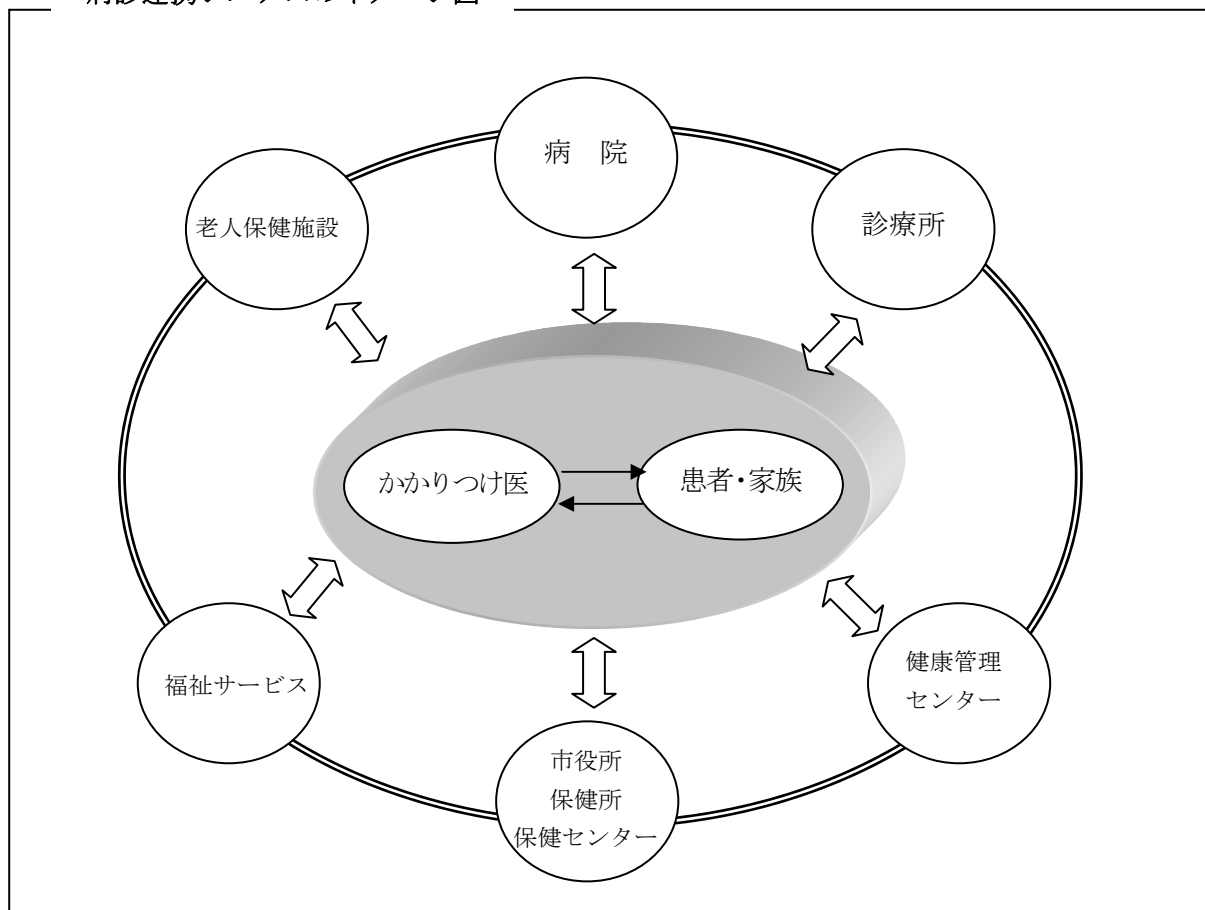 病 院
老人保健施設
診療所
かかりつけ医
患者・家族
福祉サービス
健康管理
センター
市役所
保健所
保健センター